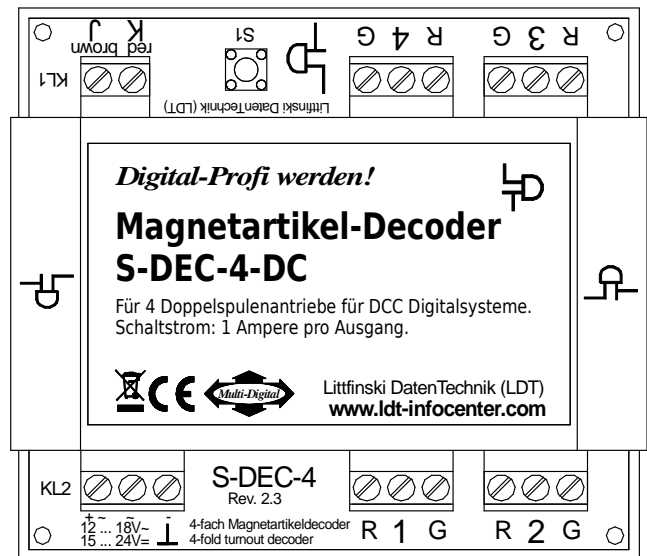 J K
brown red
KL1
S1
G 4 R
G 3 R
Littfinski DatenTechnik (LDT)
Digital-Profi werden!
Magnetartikel-Decoder
S-DEC-4-DC
Für 4 Doppelspulenantriebe für DCC Digitalsysteme.
Schaltstrom: 1 Ampere pro Ausgang.
CE
Multi-Digital
Littfinski DatenTechnik (LDT)
www.ldt-infocenter.com
KL2
S-DEC-4
Rev. 2.3
+ ~ ~ -
12 ... 18V~
15 ... 24V=
4-fach Magnetartikeldecoder
4-fold turnout decoder
R 1 G
R 2 G